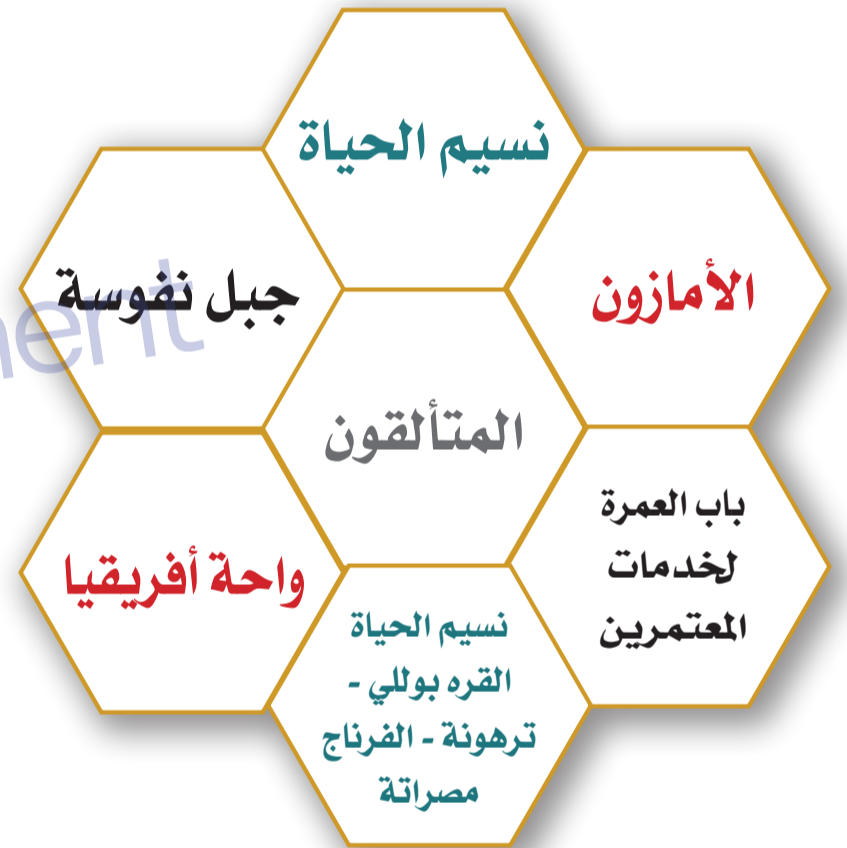 نسيم الحياة
الأمازون
جبل نفوسة
المتألقون
باب العمرة
لخدمات
المعتمرين
واحة أفريقيا
نسيم الحياة
القره بوللي -
ترهونة - الفرناج
مصراتة
ment